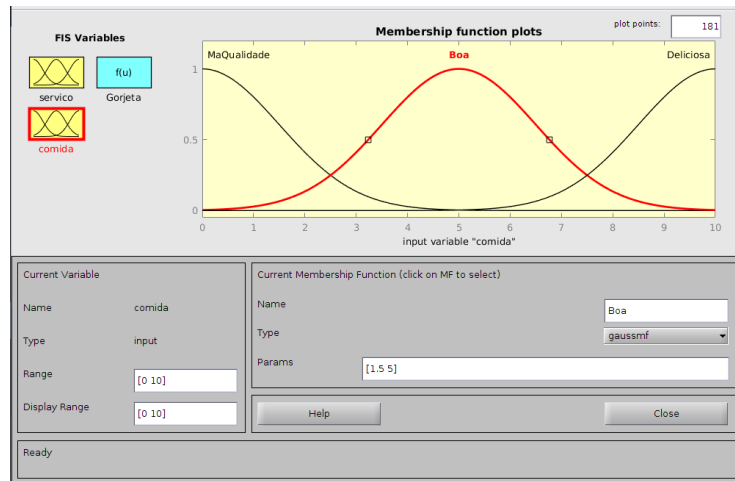 FIS Variables
Membership function plots
plot points: 181
f(u)
servico Gorjeta
comida
MaQualidade Boa Deliciosa
1
0.5
0
0 1 2 3 4 5 6 7 8 9 10
input variable "comida"
Current Variable
Name comida
Type input
Range [0 10]
Display Range [0 10]
Current Membership Function (click on MF to select)
Name Boa
Type gaussmf
Params [1.5 5]
Help Close
Ready